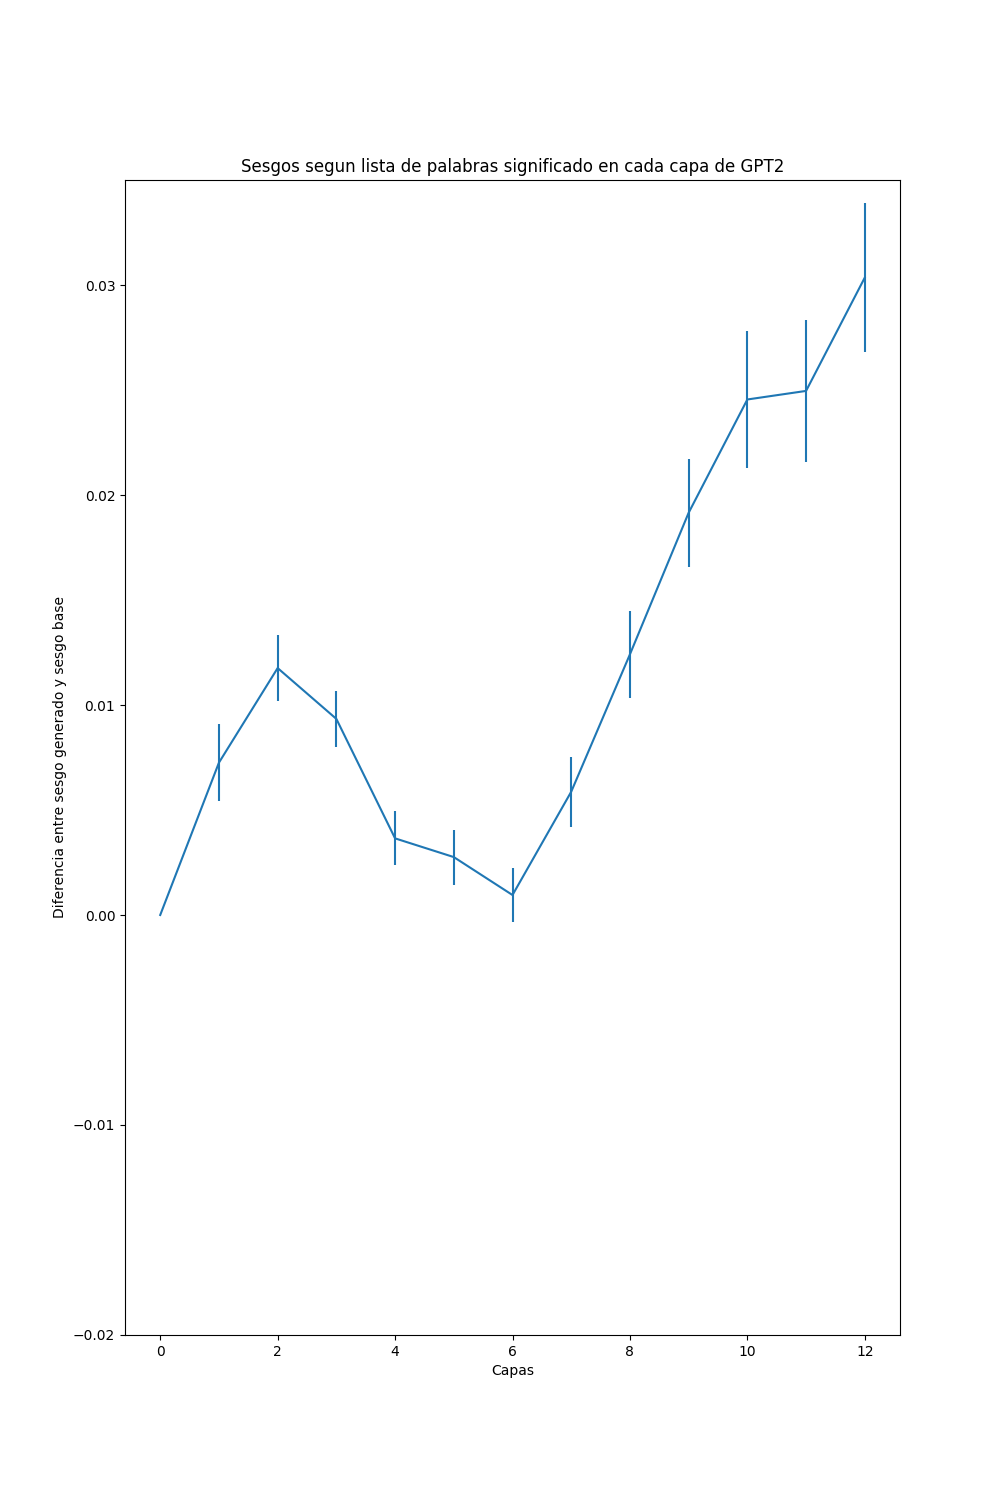 Sesgos segun lista de palabras significado en cada capa de GPT2
Diferencia entre sesgo generado y sesgo base
0.03
0.02
0.01
0.00
−0.01
−0.02
0 2 4 6 8 10 12
Capas